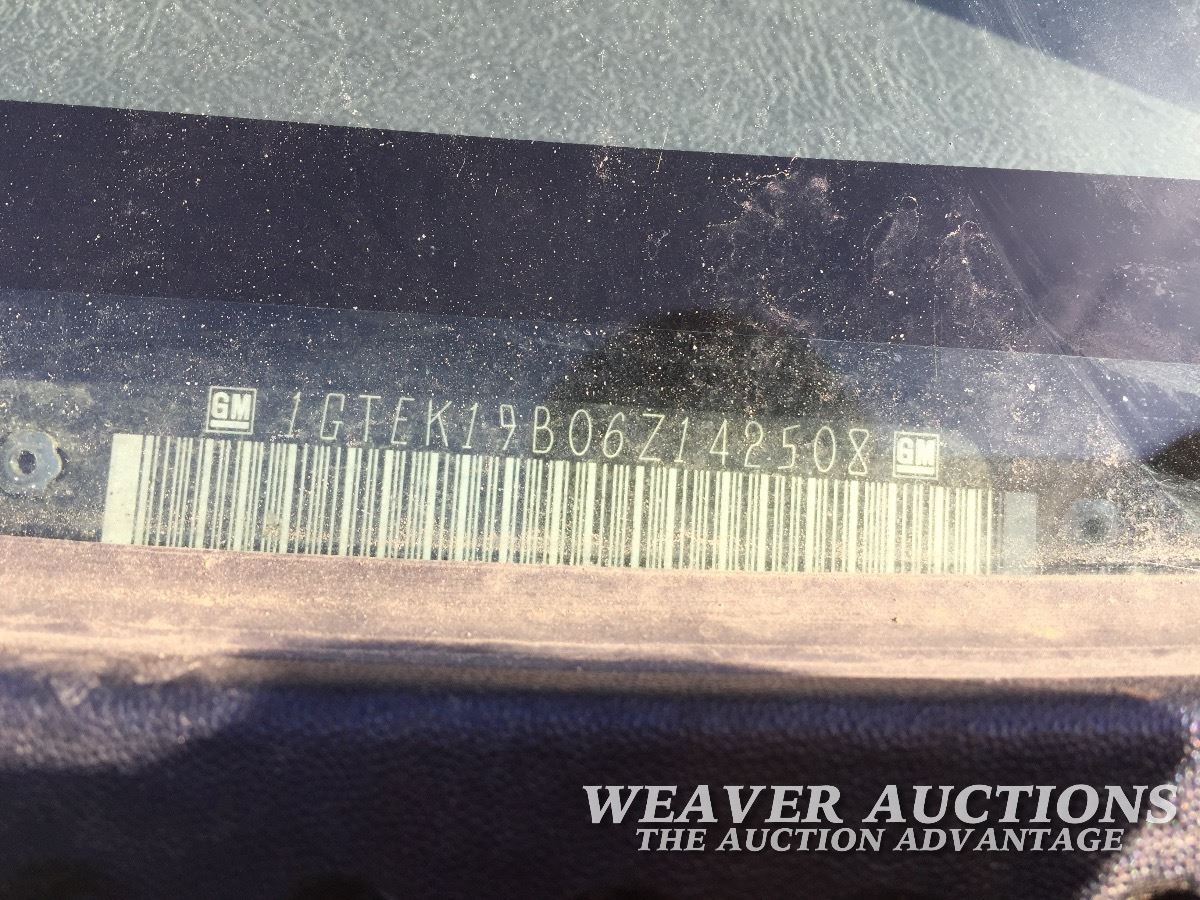 GM 1GTEK19B06Z142508 GM
WEAVER AUCTIONS
THE AUCTION ADVANTAGE